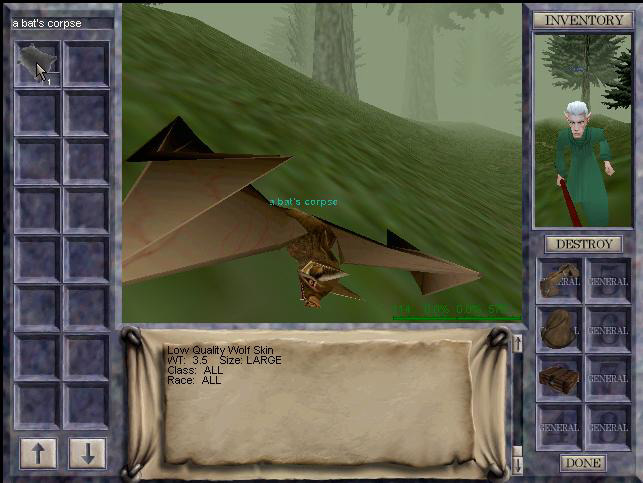 a bat's corpse
1
INVENTORY
a bat's corpse
DESTROY
GENERAL
GENERAL
GENERAL
GENERAL
GENERAL
Low Quality Wolf Skin
WT: 3.5 Size: LARGE
Class: ALL
Race: ALL
DONE